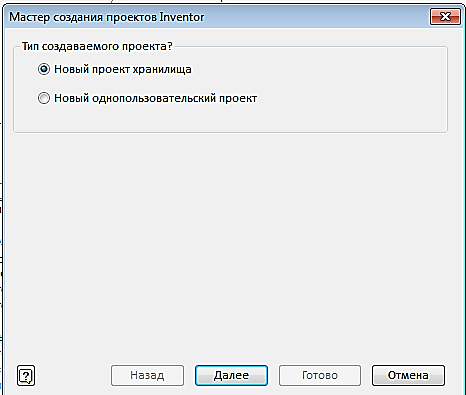 Мастер создания проектов Inventor
Тип создаваемого проекта?
Новый проект хранилища
Новый однопользовательский проект
Назад
Далее
Готово
Отмена